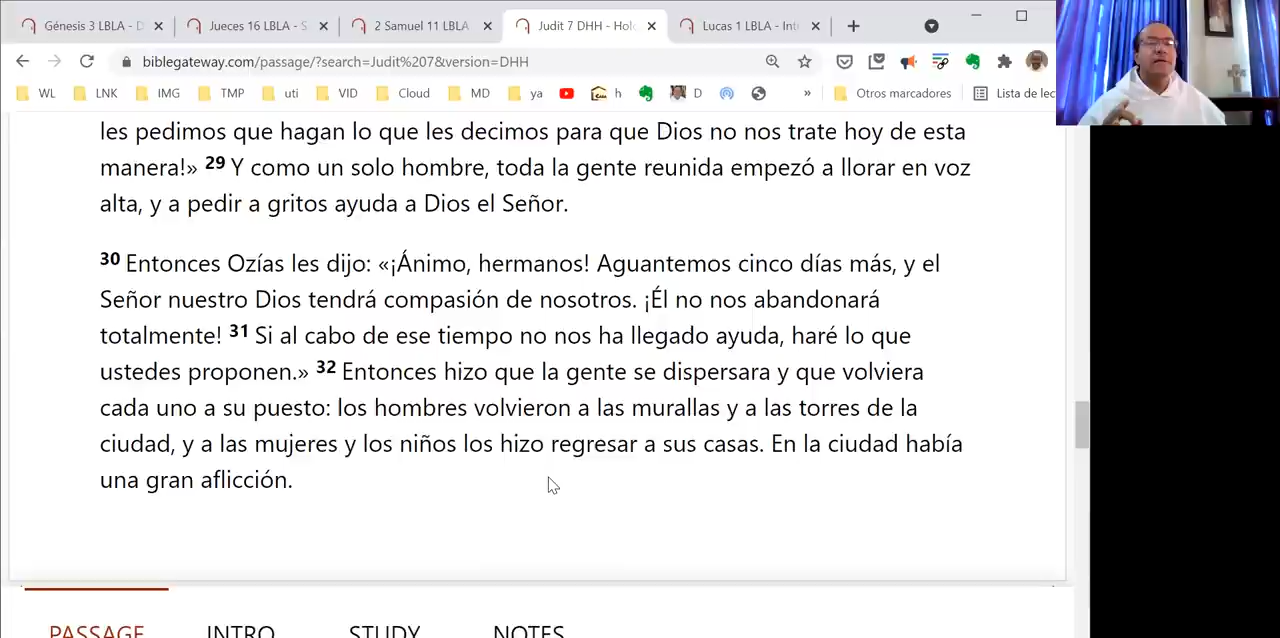 Génesis 3 LBLA - D
Jueces 16 LBLA - S
2 Samuel 11 LBLA
Judit 7 DHH - Holo
Lucas 1 LBLA - Int
biblegateway.com/passage/?search=Judit%207&version=DHH
WL LNK IMG TMP uti VID Cloud MD ya h D » Otros marcadores Lista de lec
les pedimos que hagan lo que les decimos para que Dios no nos trate hoy de esta
manera!» 29 Y como un solo hombre, toda la gente reunida empezó a llorar en voz
alta, y a pedir a gritos ayuda a Dios el Señor.
30 Entonces Ozías les dijo: «¡Ánimo, hermanos! Aguantemos cinco días más, y el
Señor nuestro Dios tendrá compasión de nosotros. ¡Él no nos abandonará
totalmente! 31 Si al cabo de ese tiempo no nos ha llegado ayuda, haré lo que
ustedes proponen.» 32 Entonces hizo que la gente se dispersara y que volviera
cada uno a su puesto: los hombres volvieron a las murallas y a las torres de la
ciudad, y a las mujeres y los niños los hizo regresar a sus casas. En la ciudad había
una gran aflicción.
PASSAGE INTRO STUDY NOTES